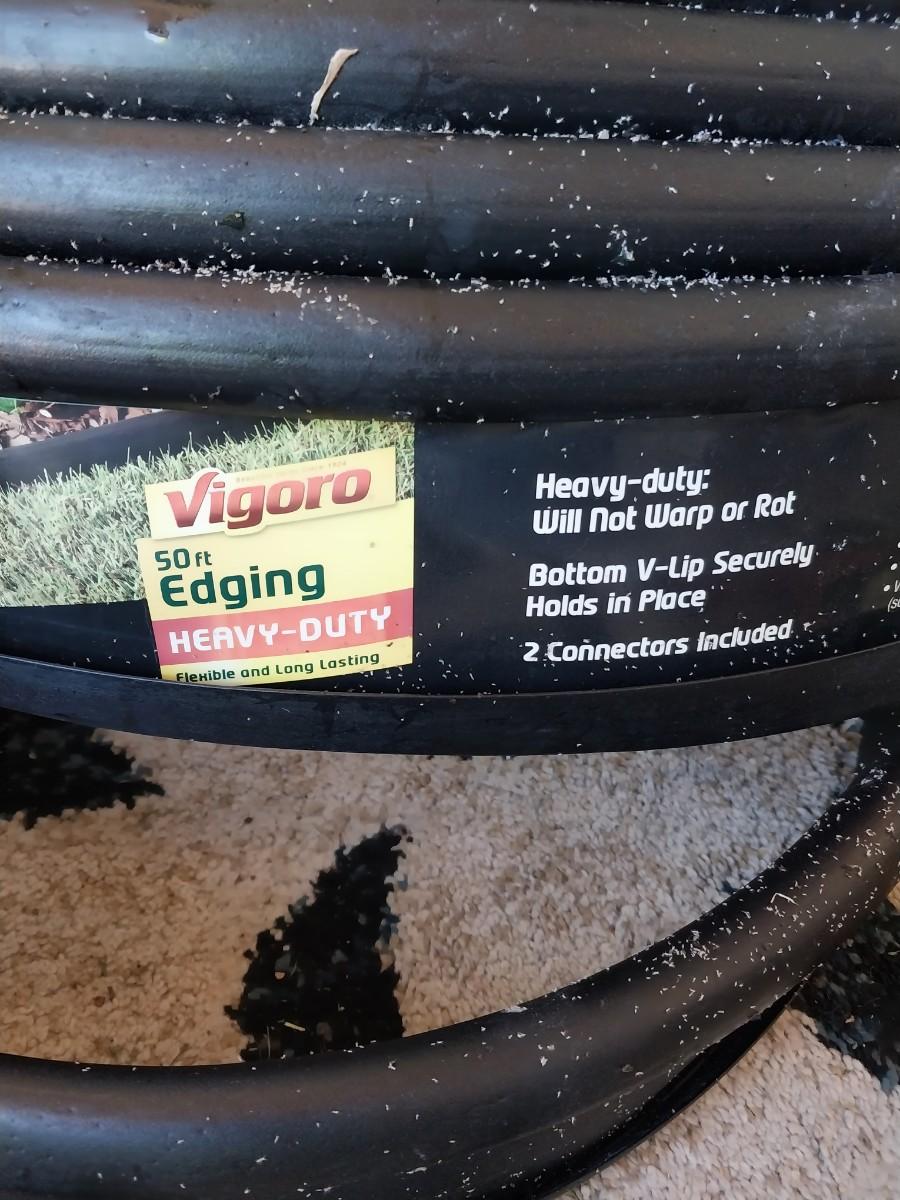 Vigoro
50 ft
Edging
HEAVY-DUTY
Flexible and Long Lasting
Heavy-duty:
Will Not Warp or Rot
Bottom V-Lip Securely
Holds in Place
2 Connectors Included